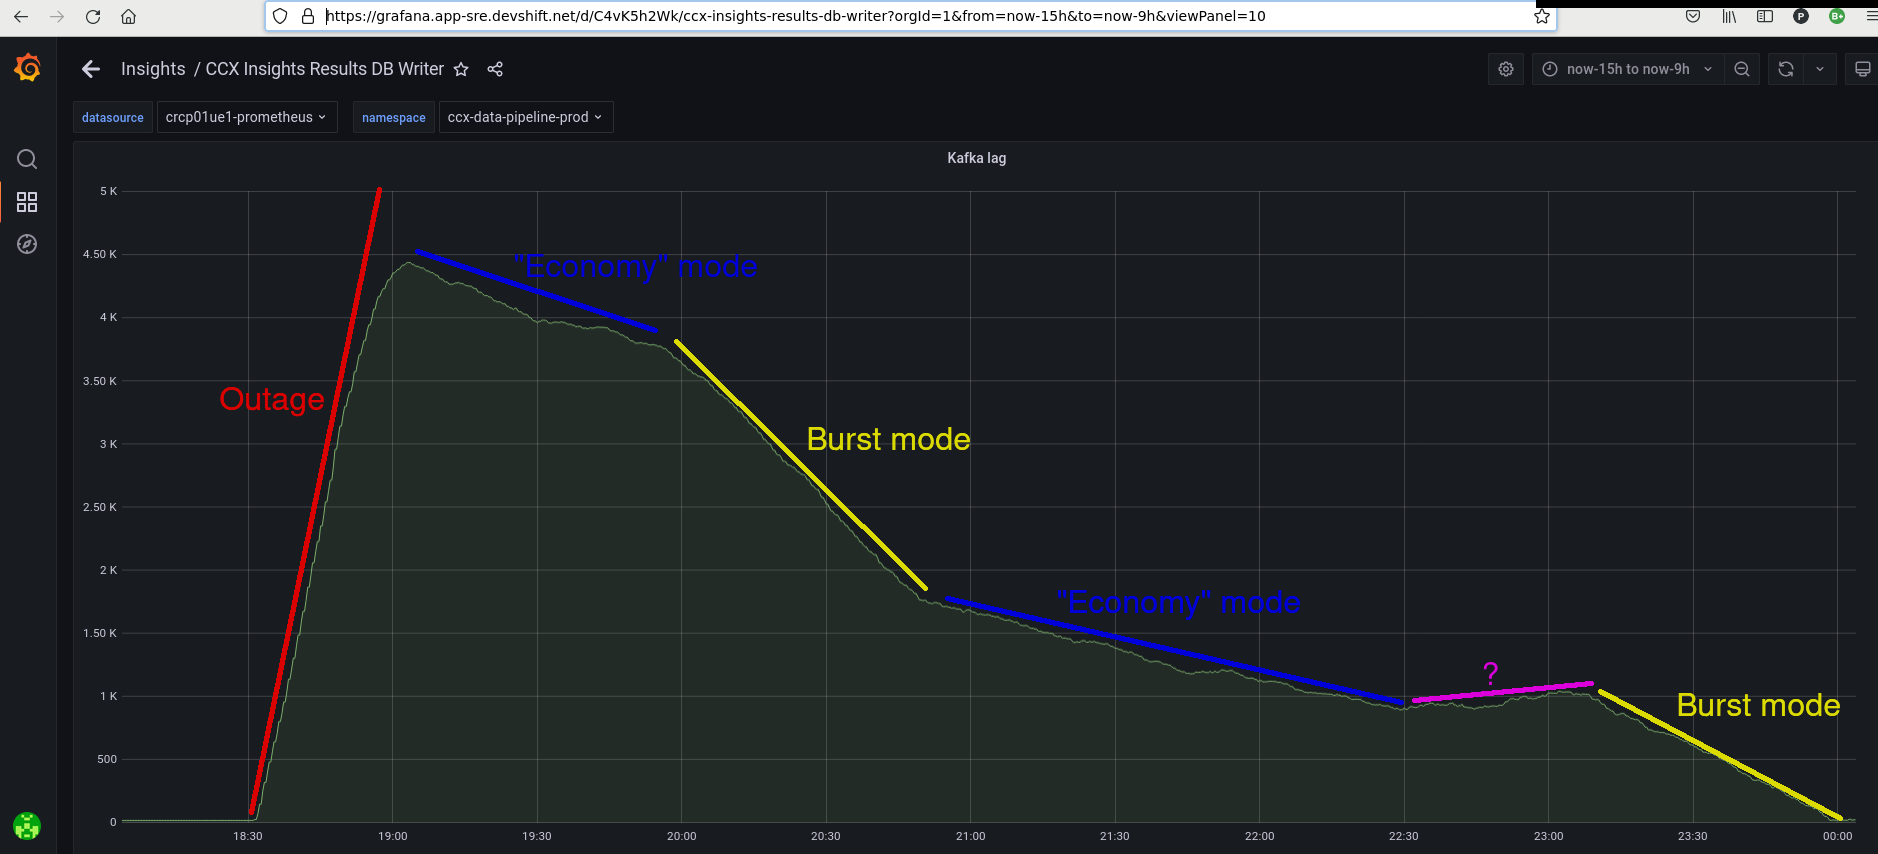 https://grafana.app-sre.devshift.net/d/C4vK5h2Wk/ccx-insights-results-db-writer?orgId=1&from=now-15h&to=now-9h&viewPanel=10
P
B+
Insights / CCX Insights Results DB Writer
now-15h to now-9h
datasource crcp01ue1-prometheus namespace ccx-data-pipeline-prod
Kafka lag
5 K
4.50 K
"Economy" mode
4 K
3.50 K
Outage
3 K
Burst mode
2.50 K
2 K
"Economy" mode
1.50 K
?
1 K
Burst mode
500
0
18:30 19:00 19:30 20:00 20:30 21:00 21:30 22:00 22:30 23:00 23:30 00:00